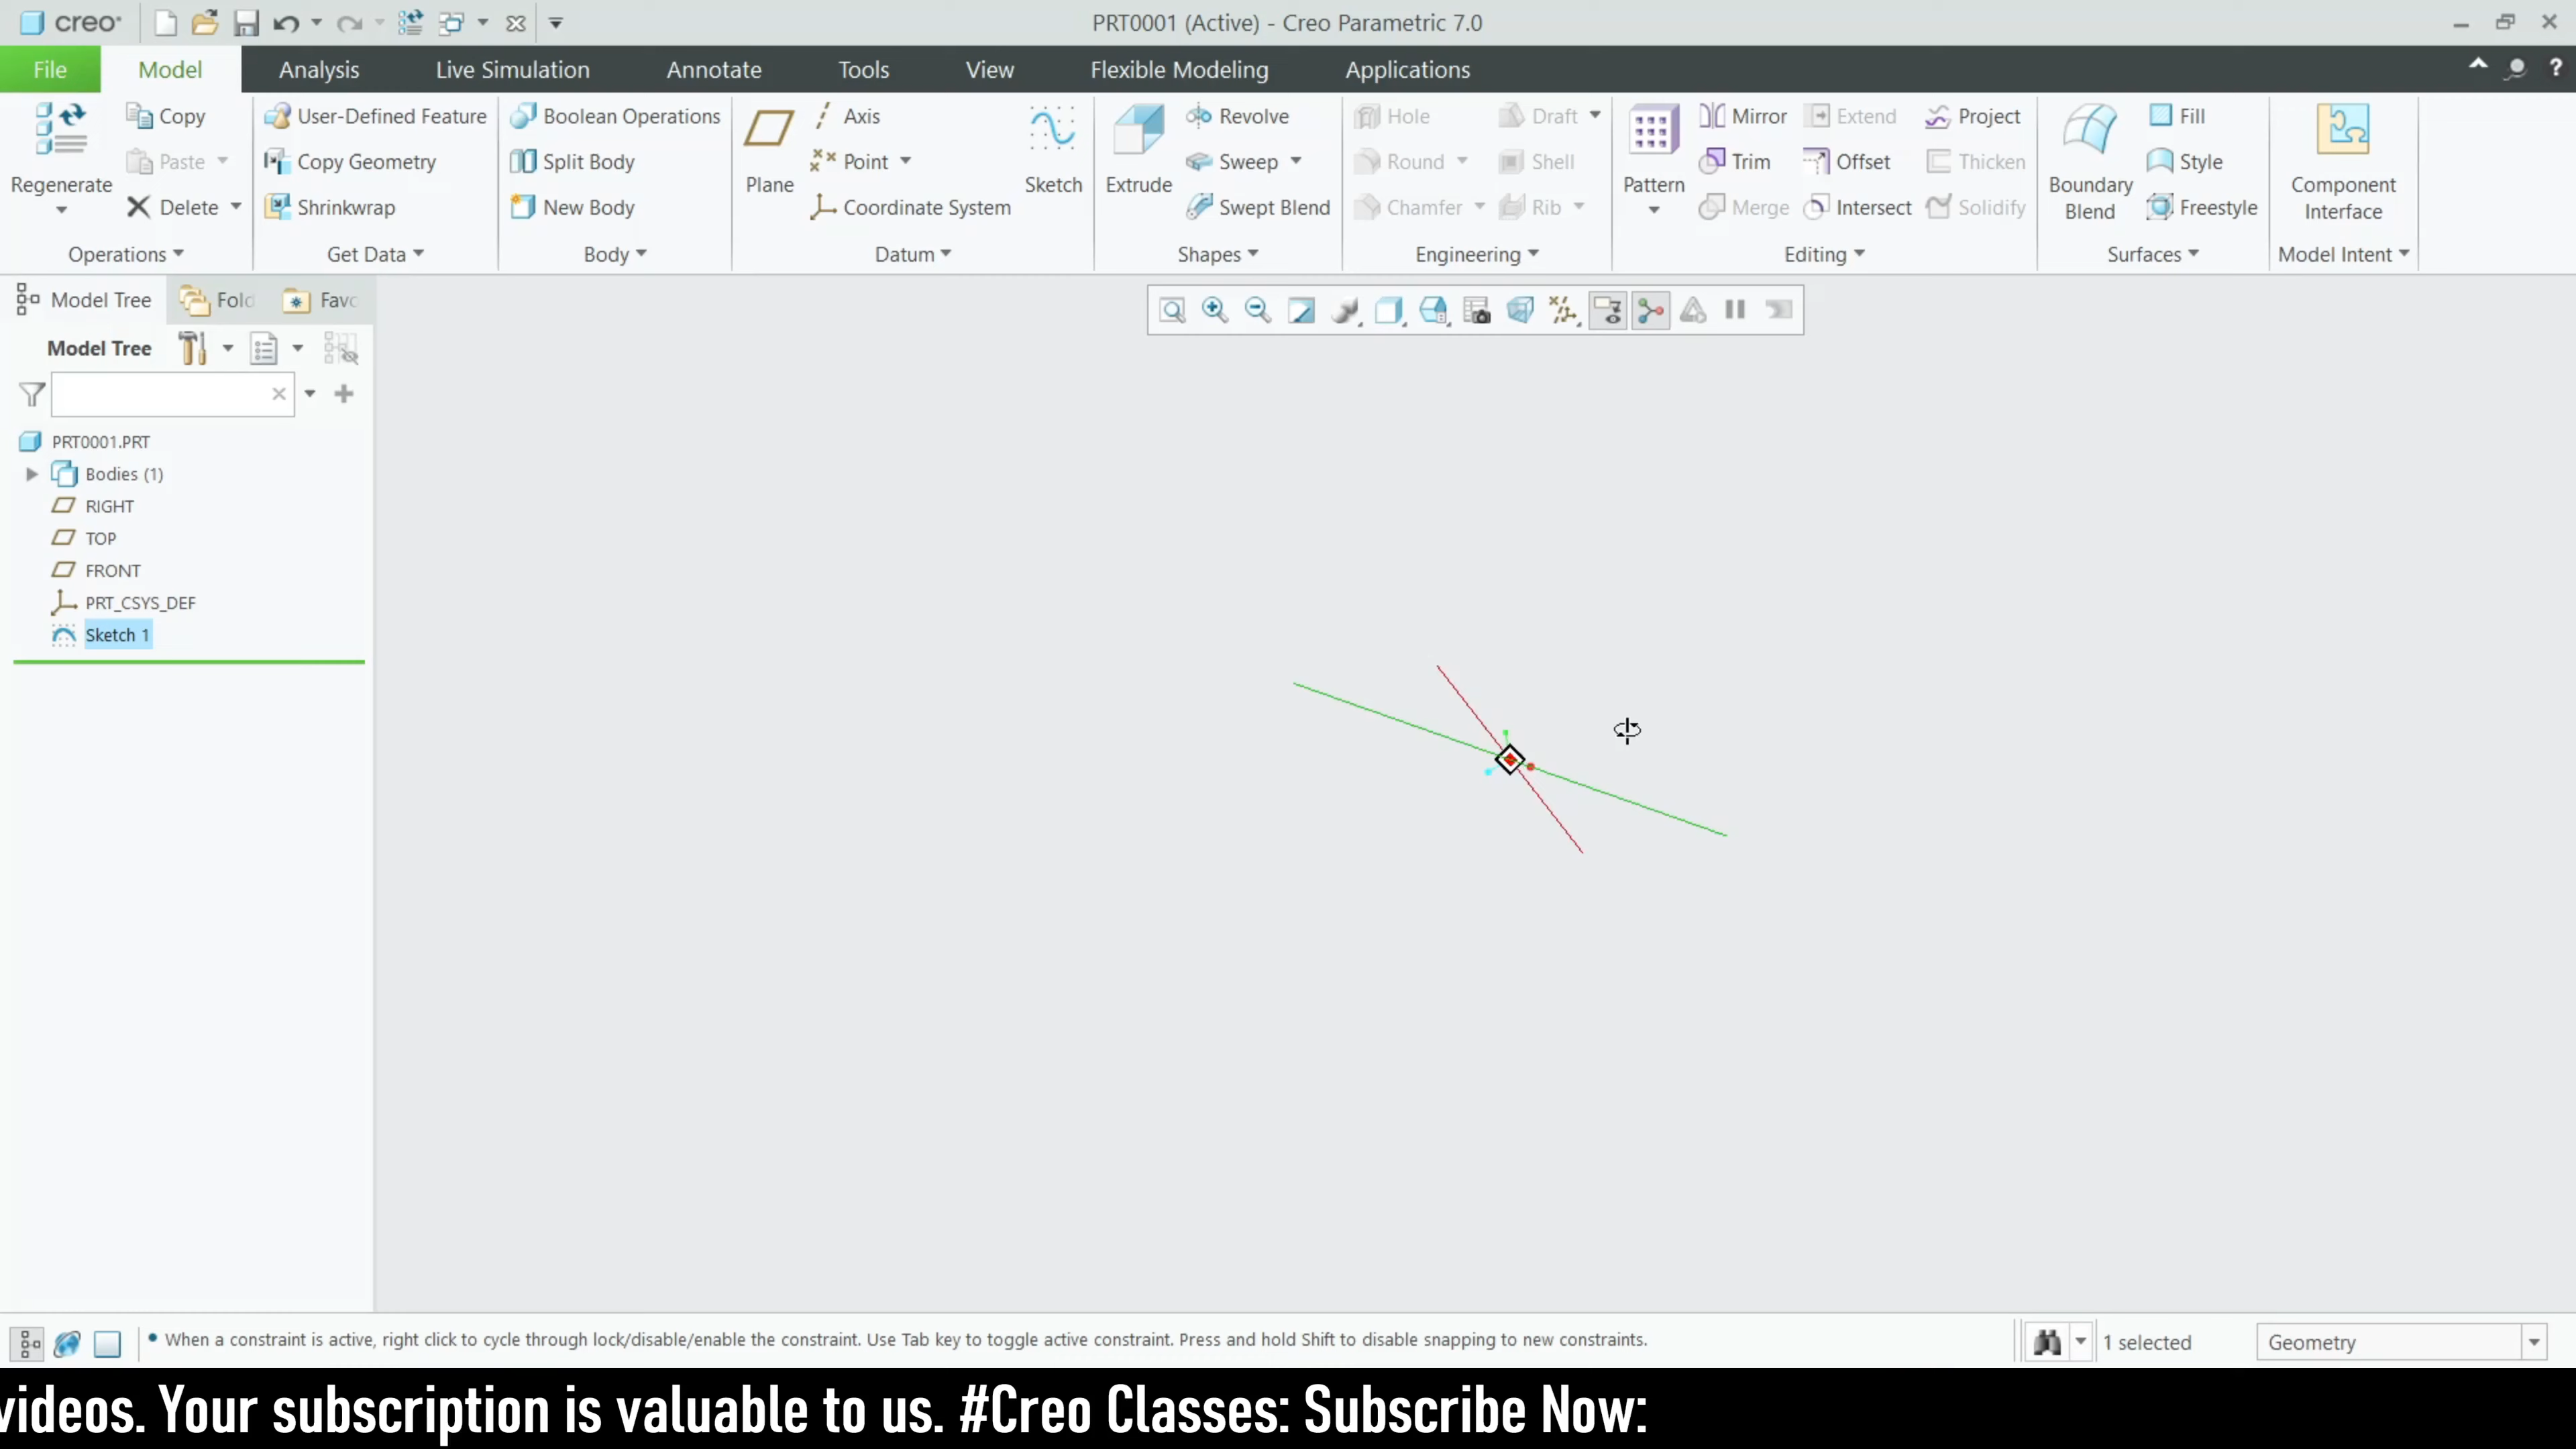 creo
PRT0001 (Active) - Creo Parametric 7.0
File
Model
Analysis
Live Simulation
Annotate
Tools
View
Flexible Modeling
Applications
Regenerate
Copy
Paste
Delete
Operations
User-Defined Feature
Copy Geometry
Shrinkwrap
Get Data
Boolean Operations
Split Body
New Body
Body
Plane
Axis
Point
Coordinate System
Sketch
Datum
Extrude
Revolve
Sweep
Swept Blend
Shapes
Hole
Round
Chamfer
Draft
Shell
Rib
Engineering
Pattern
Mirror
Trim
Merge
Extend
Offset
Intersect
Project
Thicken
Solidify
Editing
Boundary
Blend
Fill
Style
Freestyle
Surfaces
Component
Interface
Model Intent
Model Tree
Fold
Favo
Model Tree
PRT0001.PRT
Bodies (1)
RIGHT
TOP
FRONT
PRT_CSYS_DEF
Sketch 1
When a constraint is active, right click to cycle through lock/disable/enable the constraint. Use Tab key to toggle active constraint. Press and hold Shift to disable snapping to new constraints.
1 selected
Geometry
videos. Your subscription is valuable to us. #Creo Classes: Subscribe Now: